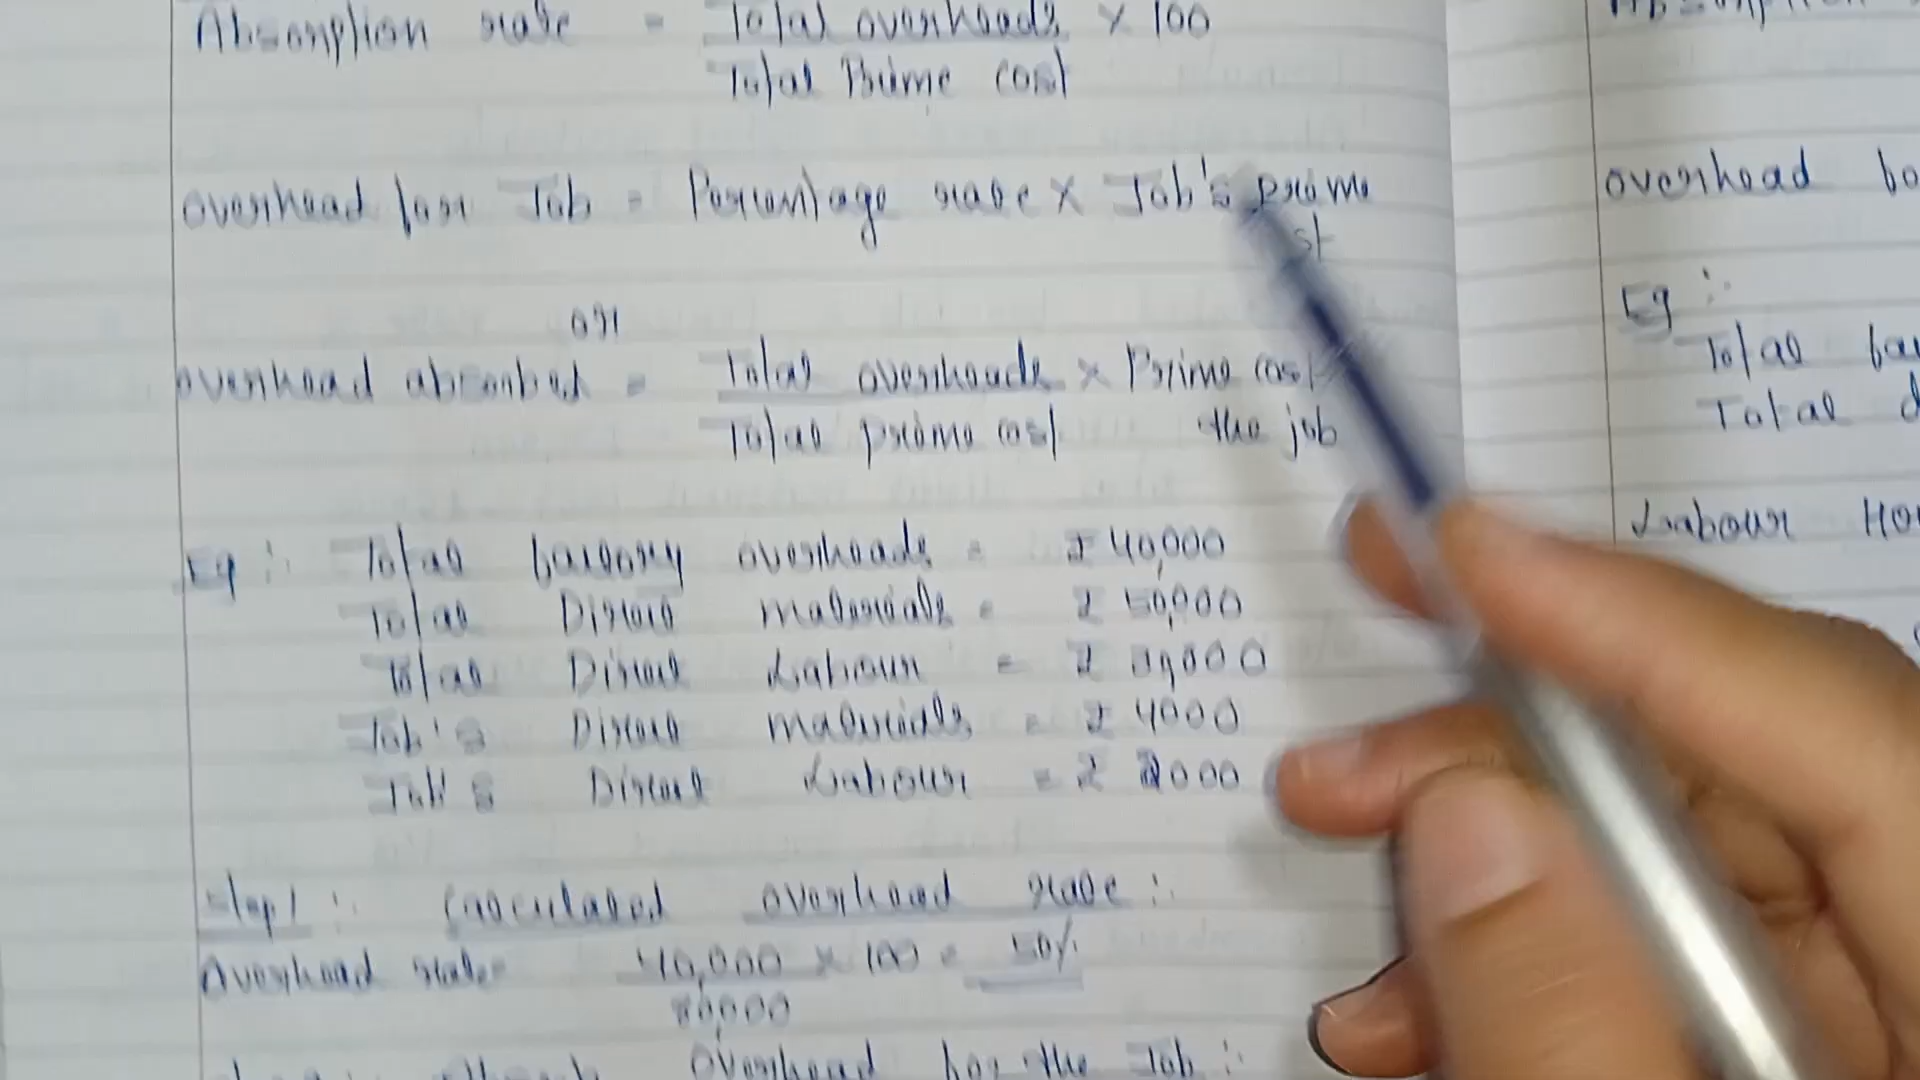 Absorption rate = Total overheads × 100
Total Prime cost
overhead for Job = Percentage rate × Job's prime
or
overhead absorbed = Total overheads × Prime cost
Total prime cost the job
Eg :- Total factory overheads = ₹ 40,000
Total Direct materials = ₹ 50,000
Total Direct Labour = ₹
Job's Direct materials = ₹ 4000
Job's Direct Labour = ₹ 2000
Step 1 :- Calculated overhead rate :-
Overhead rate = 40,000 × 100 = 50%
80,000
overhead for the Job :-
overhead
Eg :-
Total
Total
Labour